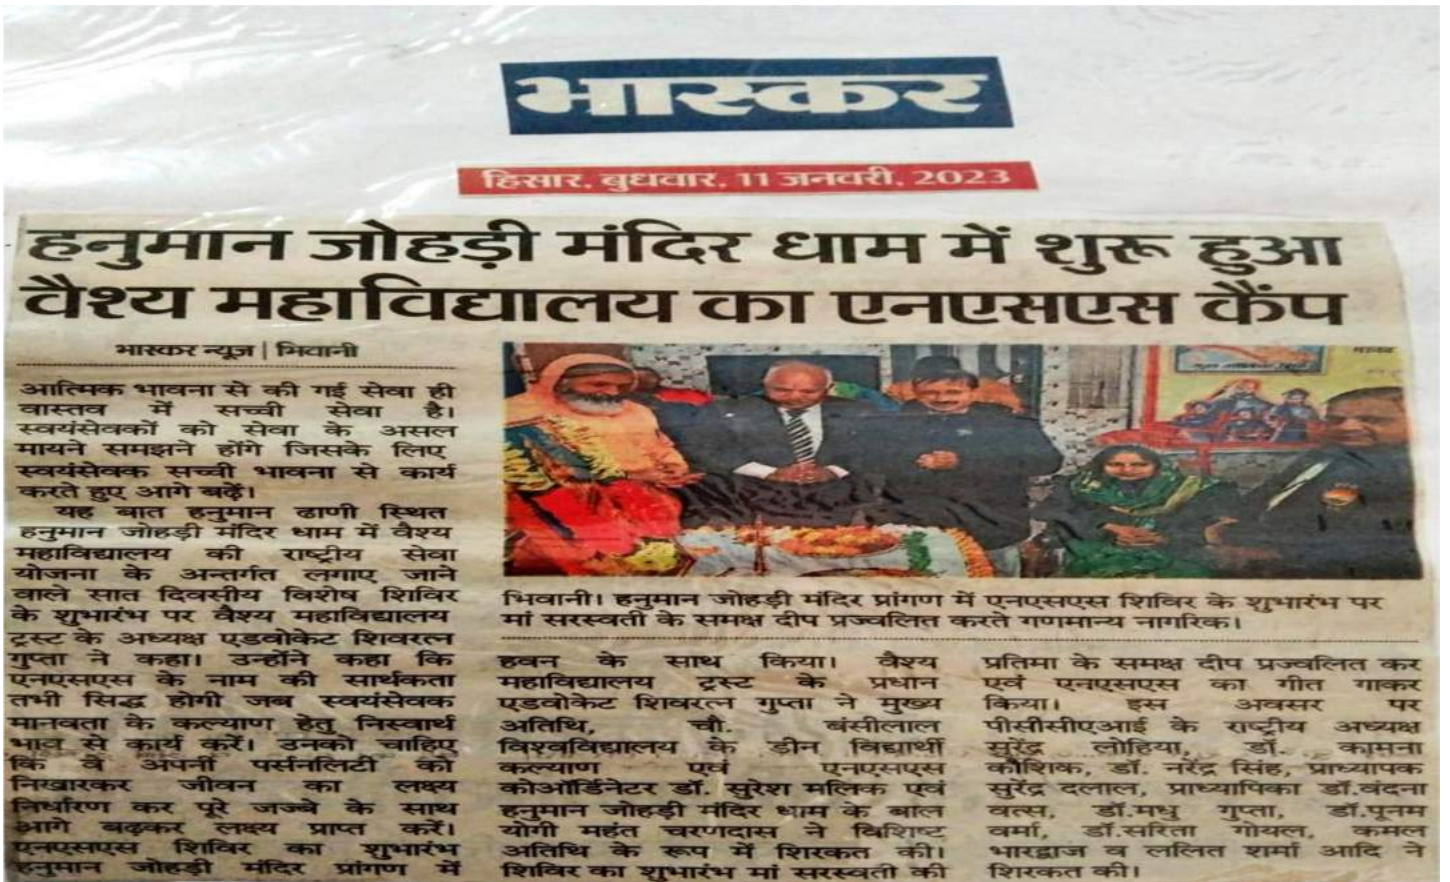 भास्कर
हिसार, बुधवार, 11 जनवरी, 2023
हनुमान जोहड़ी मंदिर धाम में शुरू हुआ
वैश्य महाविद्यालय का एनएसएस कैंप
भास्कर न्यूज | भिवानी
आत्मिक भावना से की गई सेवा ही
वास्तव में सच्ची सेवा है।
स्वयंसेवकों को सेवा के असल
मायने समझने होंगे जिसके लिए
स्वयंसेवक सच्ची भावना से कार्य
करते हुए आगे बढ़ें।
यह बात हनुमान ढाणी स्थित
हनुमान जोहड़ी मंदिर धाम में वैश्य
महाविद्यालय की राष्ट्रीय सेवा
योजना के अन्तर्गत लगाए जाने
वाले सात दिवसीय विशेष शिविर
के शुभारंभ पर वैश्य महाविद्यालय
ट्रस्ट के अध्यक्ष एडवोकेट शिवरत्न
गुप्ता ने कहा। उन्होंने कहा कि
एनएसएस के नाम की सार्थकता
तभी सिद्ध होगी जब स्वयंसेवक
मानवता के कल्याण हेतु निस्वार्थ
भाव से कार्य करें। उनको चाहिए
कि वे अपनी पर्सनलिटी को
निखारकर जीवन का लक्ष्य
निर्धारण कर पूरे जज्बे के साथ
आगे बढ़कर लक्ष्य प्राप्त करें।
एनएसएस शिविर का शुभारंभ
हनुमान जोहड़ी मंदिर प्रांगण में
भिवानी। हनुमान जोहड़ी मंदिर प्रांगण में एनएसएस शिविर के शुभारंभ पर
मां सरस्वती के समक्ष दीप प्रज्वलित करते गणमान्य नागरिक।
हवन के साथ किया। वैश्य
महाविद्यालय ट्रस्ट के प्रधान
एडवोकेट शिवरत्न गुप्ता ने मुख्य
अतिथि, चौ. बंसीलाल
विश्वविद्यालय के डीन विद्यार्थी
कल्याण एवं एनएसएस
कोऑर्डिनेटर डॉ. सुरेश मलिक एवं
हनुमान जोहड़ी मंदिर धाम के बाल
योगी महंत चरणदास ने विशिष्ट
अतिथि के रूप में शिरकत की।
शिविर का शुभारंभ मां सरस्वती की
प्रतिमा के समक्ष दीप प्रज्वलित कर
एवं एनएसएस का गीत गाकर
किया। इस अवसर पर
पीसीसीएआई के राष्ट्रीय अध्यक्ष
सुरेंद्र लोहिया, डॉ. कामना
कौशिक, डॉ. नरेंद्र सिंह, प्राध्यापक
सुरेंद्र दलाल, प्राध्यापिका डॉ.वंदना
वत्स, डॉ.मधु गुप्ता, डॉ.पूनम
वर्मा, डॉ.सरिता गोयल, कमल
भारद्वाज व ललित शर्मा आदि ने
शिरकत की।